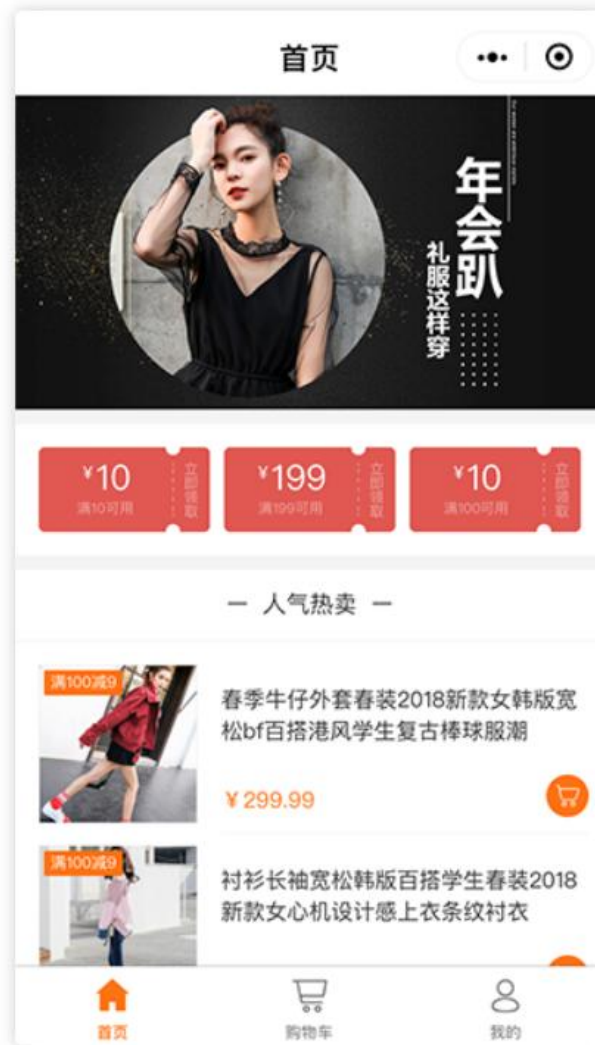 首页
年会趴
礼服这样穿
¥10
满10可用
立即领取
¥199
满199可用
立即领取
¥10
满100可用
立即领取
一 人气热卖 一
满100减9
春季牛仔外套春装2018新款女韩版宽
松bf百搭港风学生复古棒球服潮
¥ 299.99
满100减9
衬衫长袖宽松韩版百搭学生春装2018
新款女心机设计感上衣条纹衬衣
首页
购物车
我的